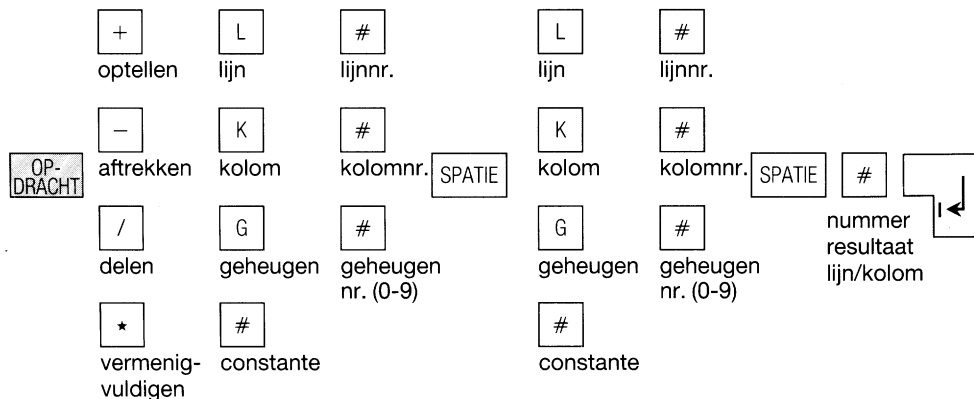 + L # L #
optellen lijn lijnnr. lijn lijnnr.
− K # K #
OP-
DRACHT
aftrekken kolom kolomnr. SPATIE kolom kolomnr. SPATIE #
/ G # G #
nummer
resultaat
lijn/kolom
delen geheugen geheugen
nr. (0-9)
geheugen geheugen
nr. (0-9)
★ # #
vermenig-
vuldigen
constante constante